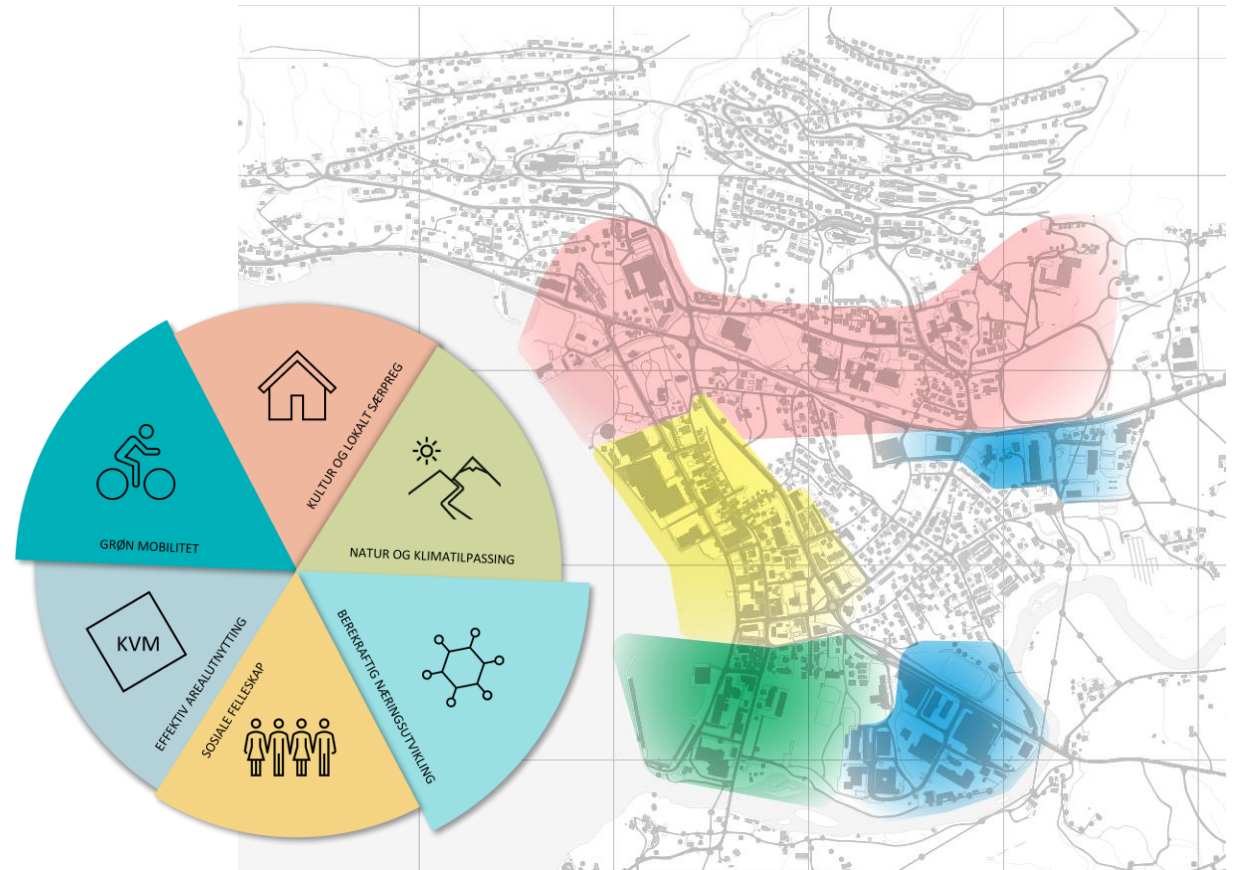 KULTUR OG LOKALT SÆRPREG
GRØN MOBILITET
NATUR OG KLIMATILPASSING
EFFEKTIV AREALUTNYTTING
KVM
SOSIALE FELLESKAP
BEREKRAFTIG NÆRINGSUTVIKLING